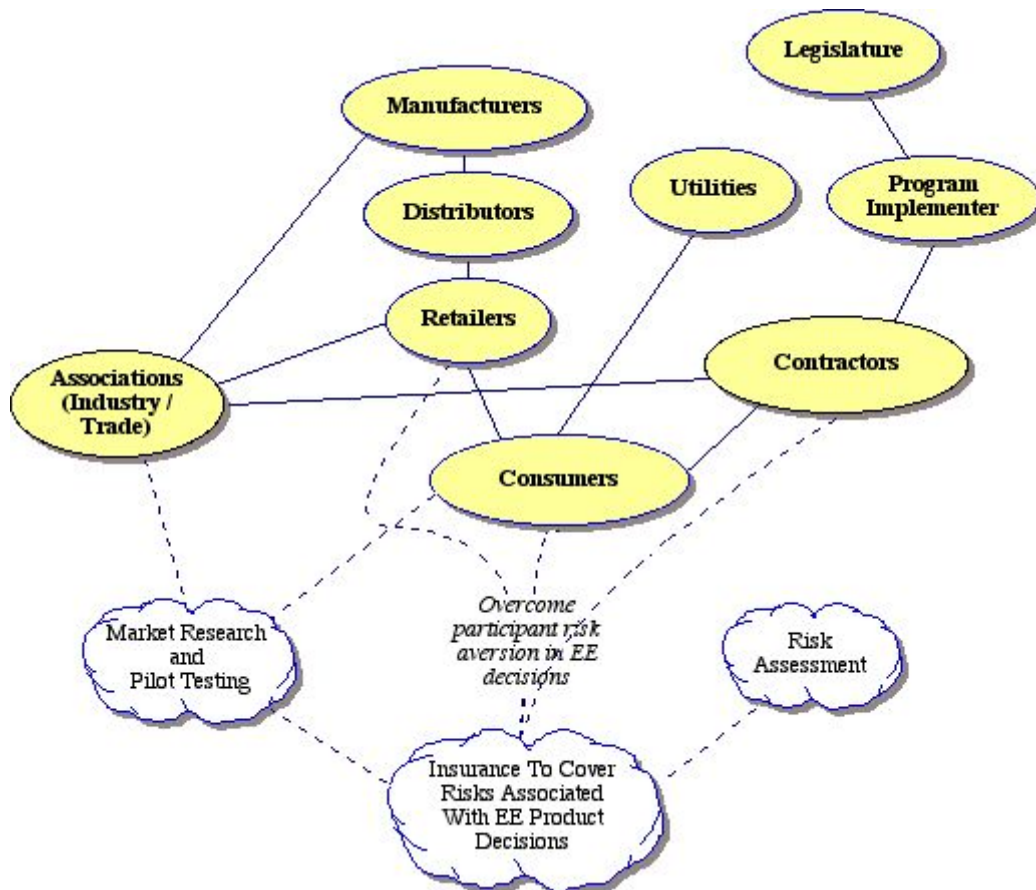 Legislature
Manufacturers
Utilities
Program
Implementer
Distributors
Retailers
Contractors
Associations
(Industry /
Trade)
Consumers
Overcome
participant risk
aversion in EE
decisions
Market Research
and
Pilot Testing
Risk
Assessment
Insurance To Cover
Risks Associated
With EE Product
Decisions